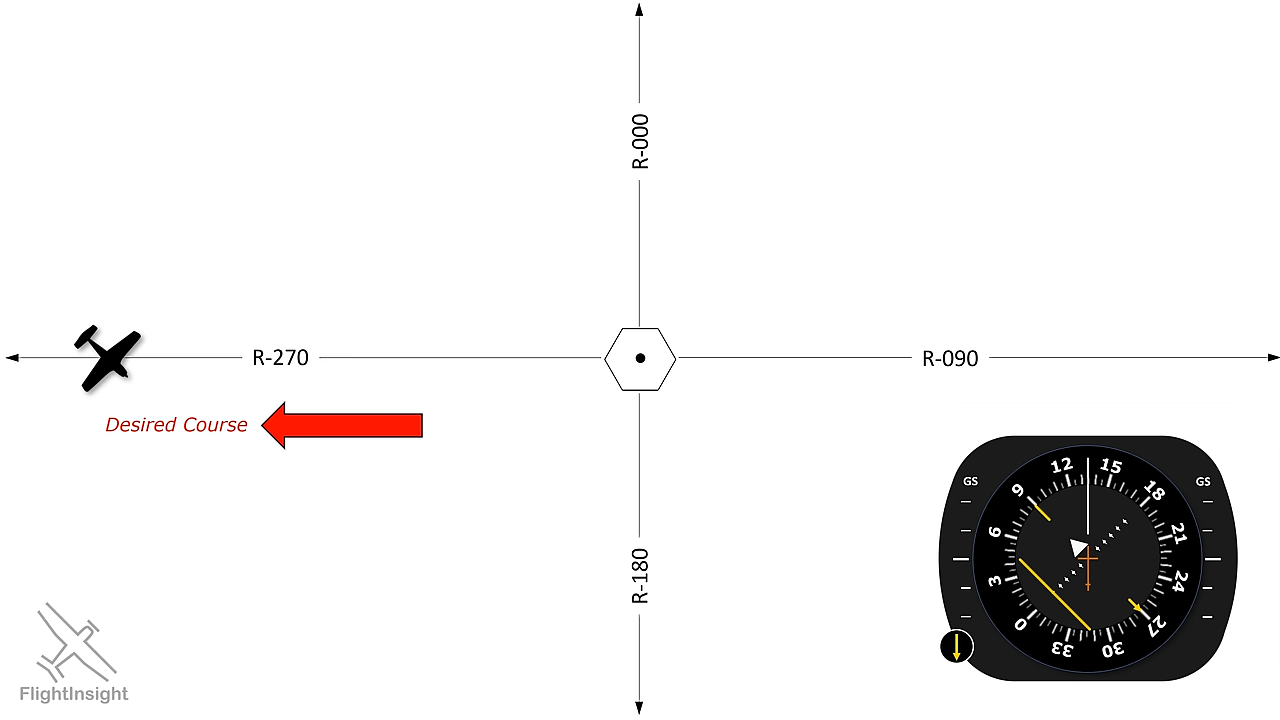 R-000
R-270
R-090
Desired Course
R-180
GS
GS
12
15
9
18
6
21
3
24
0
27
33
30
FlightInsight